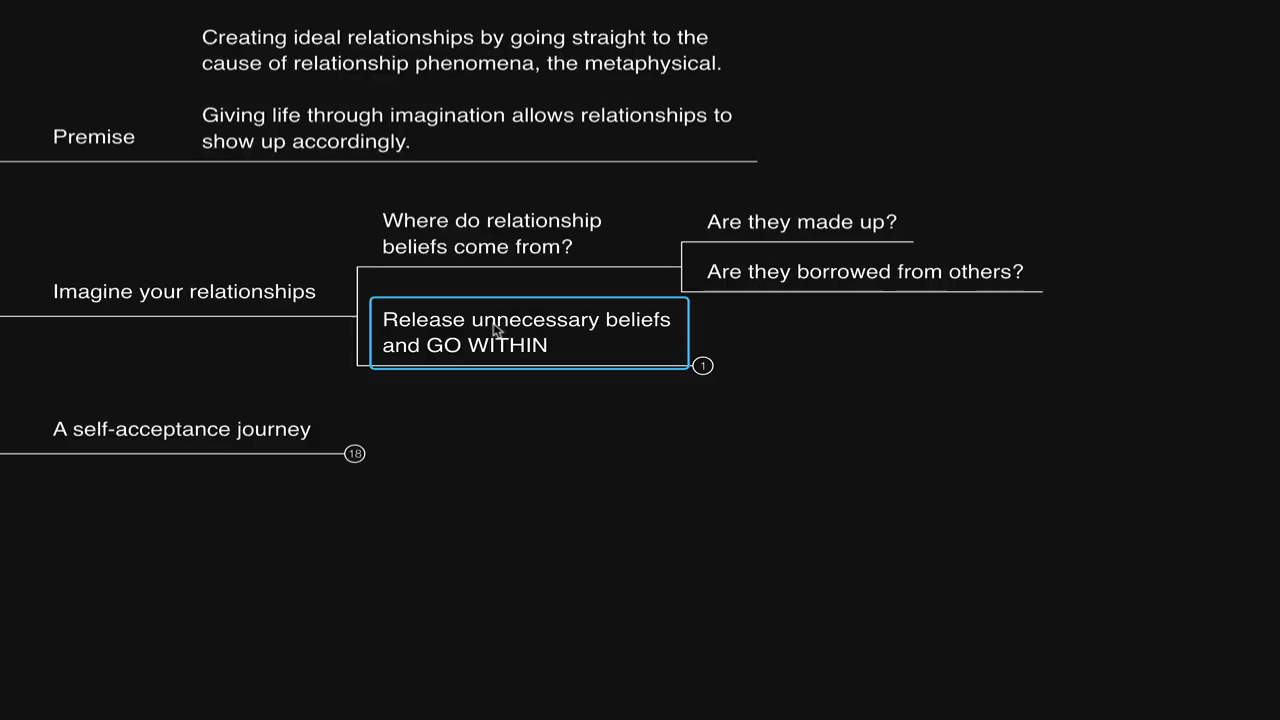 Creating ideal relationships by going straight to the
cause of relationship phenomena, the metaphysical.
Giving life through imagination allows relationships to
show up accordingly.
Premise
Where do relationship
beliefs come from?
Are they made up?
Are they borrowed from others?
Imagine your relationships
Release unnecessary beliefs
and GO WITHIN
1
A self-acceptance journey
18